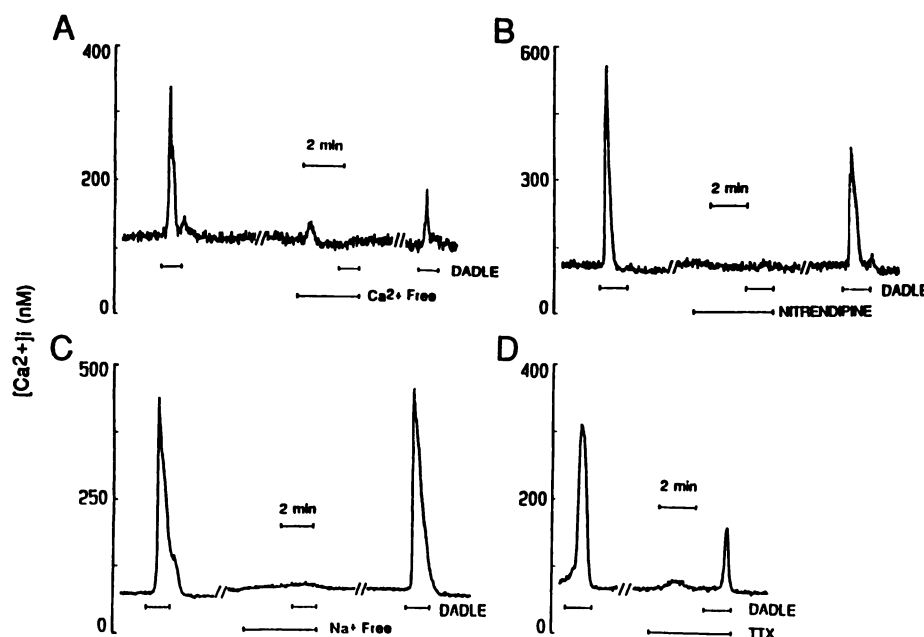 A
400
200
0
2 min
DADLE
Ca2+ Free
B
600
300
0
2 min
DADLE
NITRENDIPINE
[Ca2+]i (nM)
C
500
250
0
2 min
DADLE
Na+ Free
D
400
200
0
2 min
DADLE
TTX